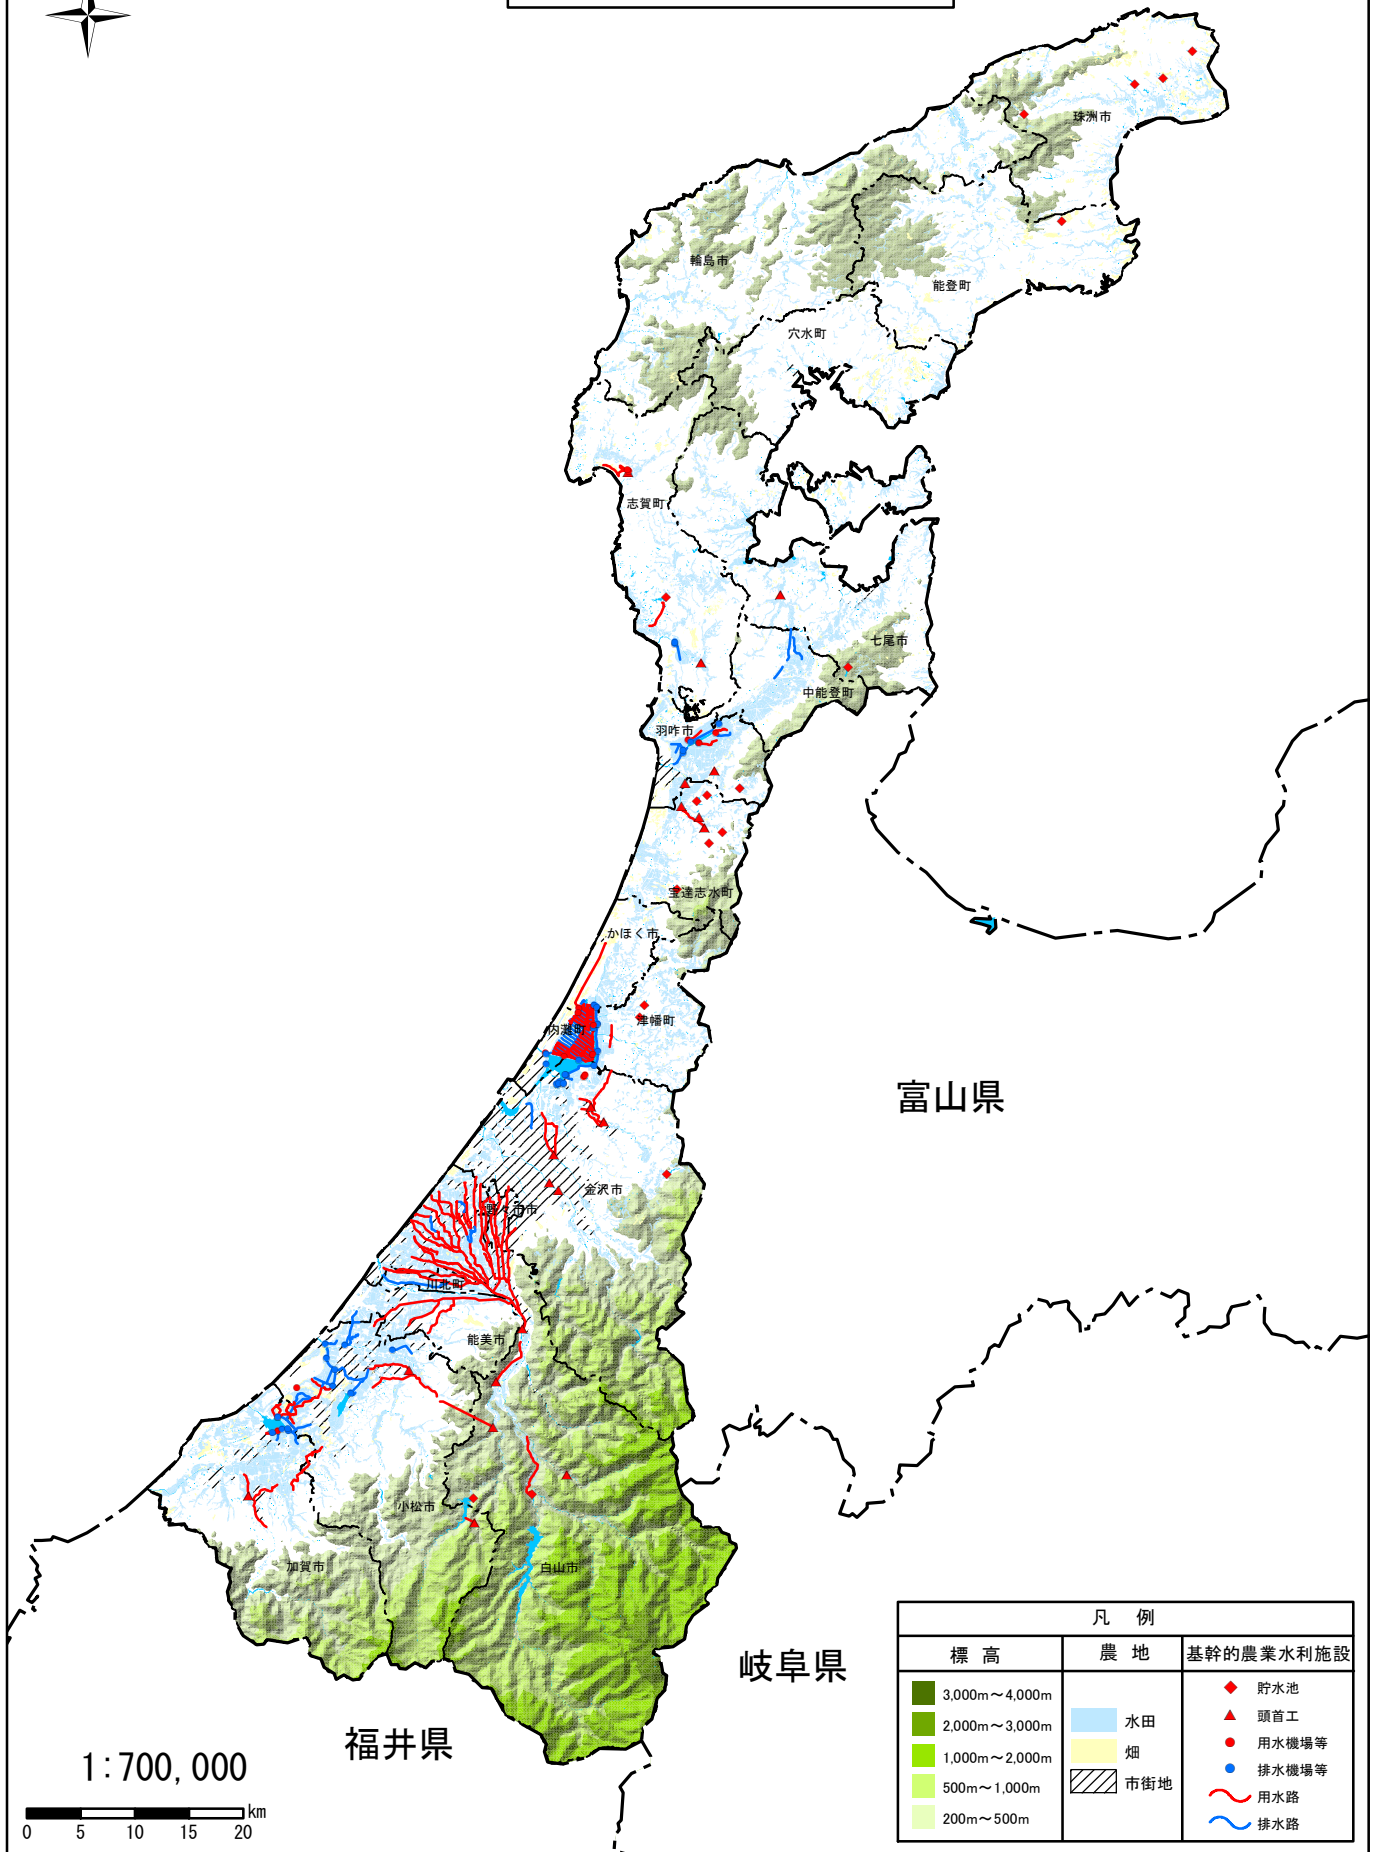 珠洲市
輪島市
能登町
穴水町
志賀町
七尾市
中能登町
羽咋市
宝達志水町
かほく市
津幡町
内灘町
富山県
金沢市
野々市市
川北町
能美市
小松市
加賀市
白山市
岐阜県
福井県
1:700,000
km
0 5 10 15 20
凡 例
標 高 農 地 基幹的農業水利施設
3,000m～4,000m
2,000m～3,000m
1,000m～2,000m
500m～1,000m
200m～500m
水田
畑
市街地
貯水池
頭首工
用水機場等
排水機場等
用水路
排水路